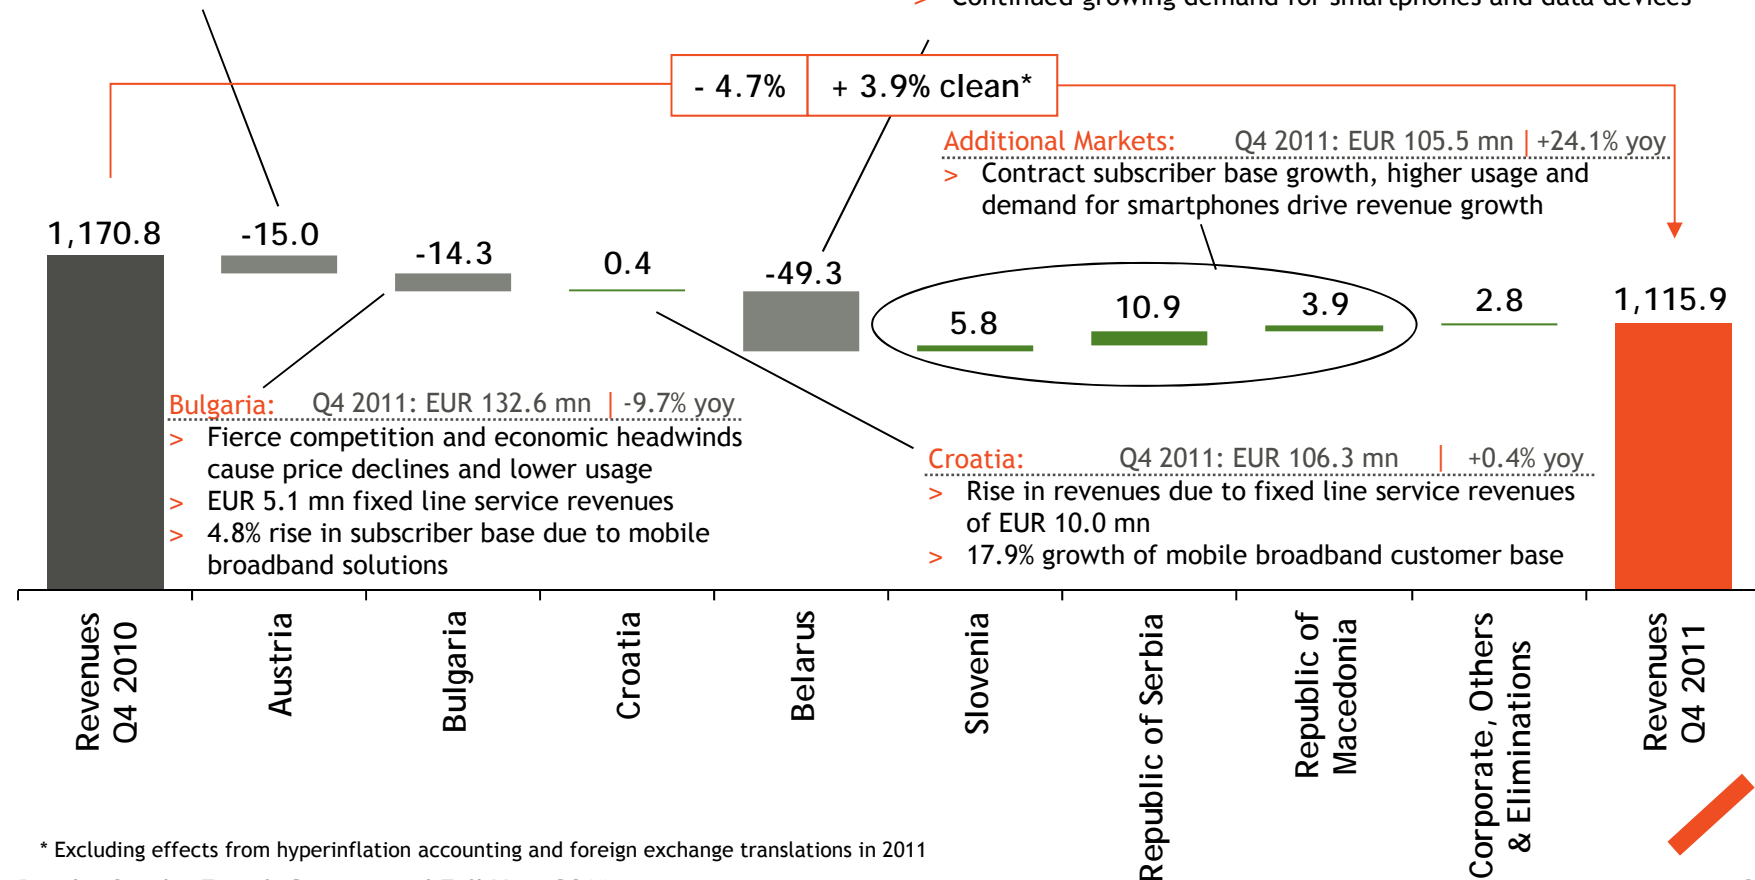 > Continued growing demand for smartphones and data devices
- 4.7%
+ 3.9% clean*
Additional Markets: Q4 2011: EUR 105.5 mn | +24.1% yoy
> Contract subscriber base growth, higher usage and
demand for smartphones drive revenue growth
1,170.8
-15.0
-14.3
0.4
-49.3
5.8
10.9
3.9
2.8
1,115.9
Bulgaria: Q4 2011: EUR 132.6 mn | -9.7% yoy
> Fierce competition and economic headwinds
cause price declines and lower usage
> EUR 5.1 mn fixed line service revenues
> 4.8% rise in subscriber base due to mobile
broadband solutions
Croatia: Q4 2011: EUR 106.3 mn | +0.4% yoy
> Rise in revenues due to fixed line service revenues
of EUR 10.0 mn
> 17.9% growth of mobile broadband customer base
Revenues
Q4 2010
Austria
Bulgaria
Croatia
Belarus
Slovenia
Republic of Serbia
Republic of
Macedonia
Corporate, Others
& Eliminations
Revenues
Q4 2011
* Excluding effects from hyperinflation accounting and foreign exchange translations in 2011